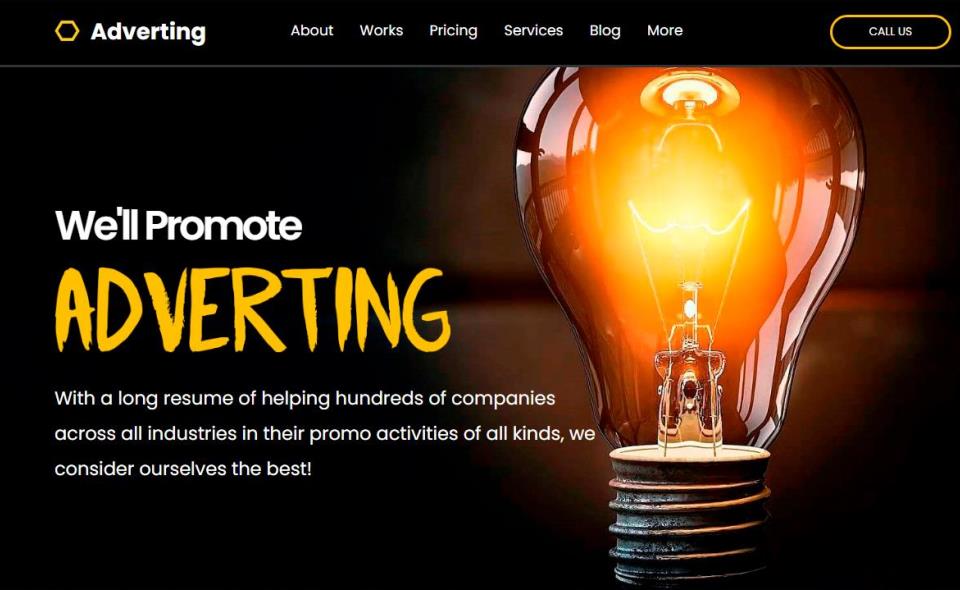 Adverting
About Works Pricing Services Blog More
CALL US
We'll Promote
ADVERTING
With a long resume of helping hundreds of companies
across all industries in their promo activities of all kinds, we
consider ourselves the best!